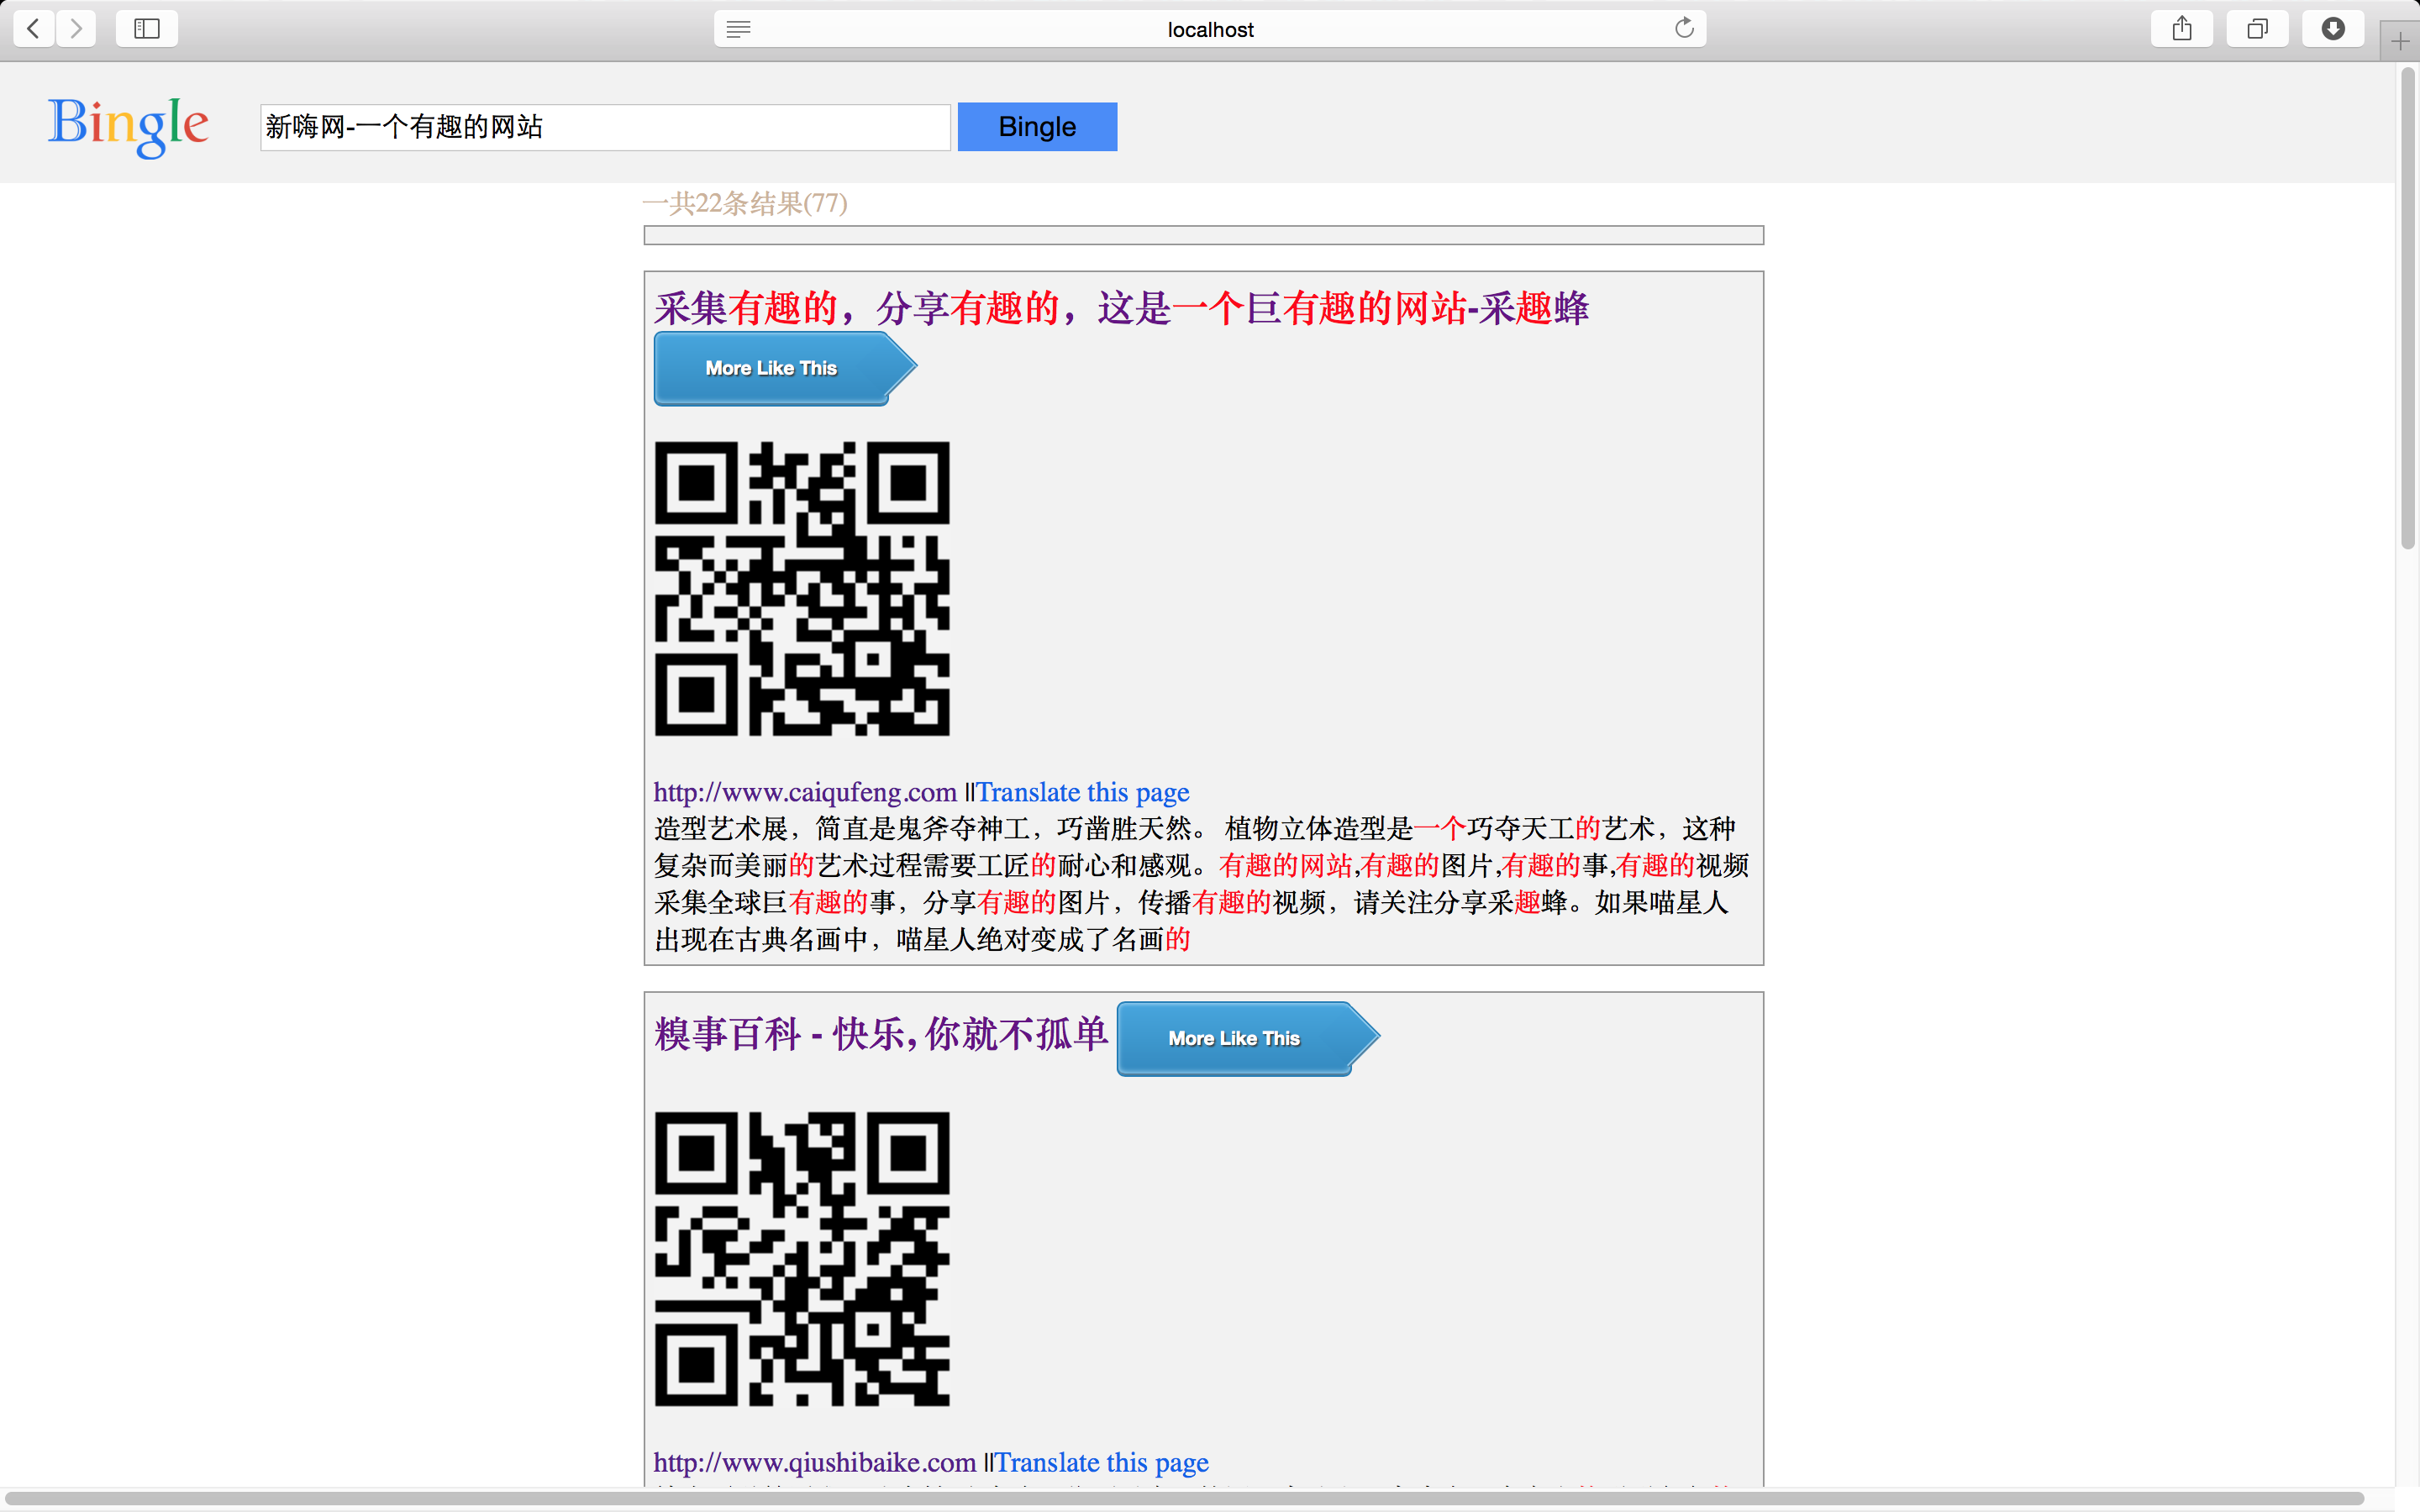 localhost
Bingle
新嗨网-一个有趣的网站
Bingle
一共22条结果(77)
采集有趣的，分享有趣的，这是一个巨有趣的网站-采趣蜂
More Like This
http://www.caiqufeng.com ||Translate this page
造型艺术展，简直是鬼斧夺神工，巧凿胜天然。 植物立体造型是一个巧夺天工的艺术，这种
复杂而美丽的艺术过程需要工匠的耐心和感观。有趣的网站,有趣的图片,有趣的事,有趣的视频
采集全球巨有趣的事，分享有趣的图片，传播有趣的视频，请关注分享采趣蜂。如果喵星人
出现在古典名画中，喵星人绝对变成了名画的
糗事百科 - 快乐, 你就不孤单
More Like This
http://www.qiushibaike.com ||Translate this page